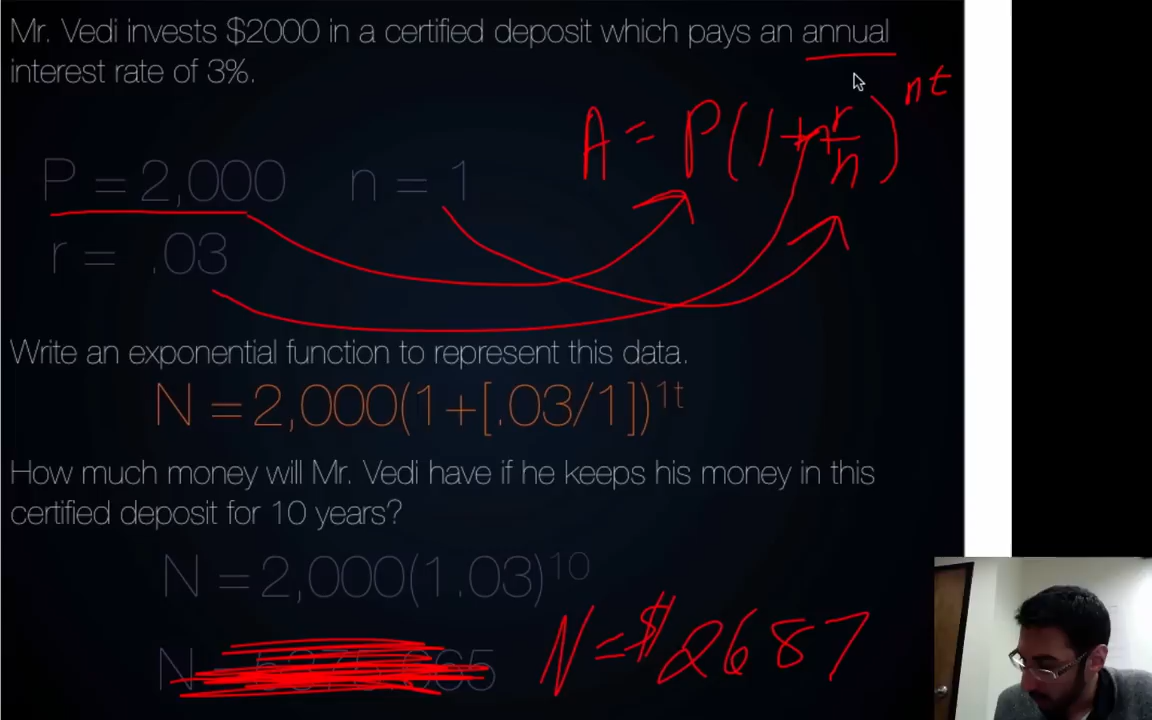 Mr. Vedi invests $2000 in a certified deposit which pays an annual
interest rate of 3%.
A = P(1+r/n)^nt
P = 2,000 n = 1
r = .03
Write an exponential function to represent this data.
N = 2,000(1+[.03/1])^1t
How much money will Mr. Vedi have if he keeps his money in this
certified deposit for 10 years?
N = 2,000(1.03)^10
N N=$2687